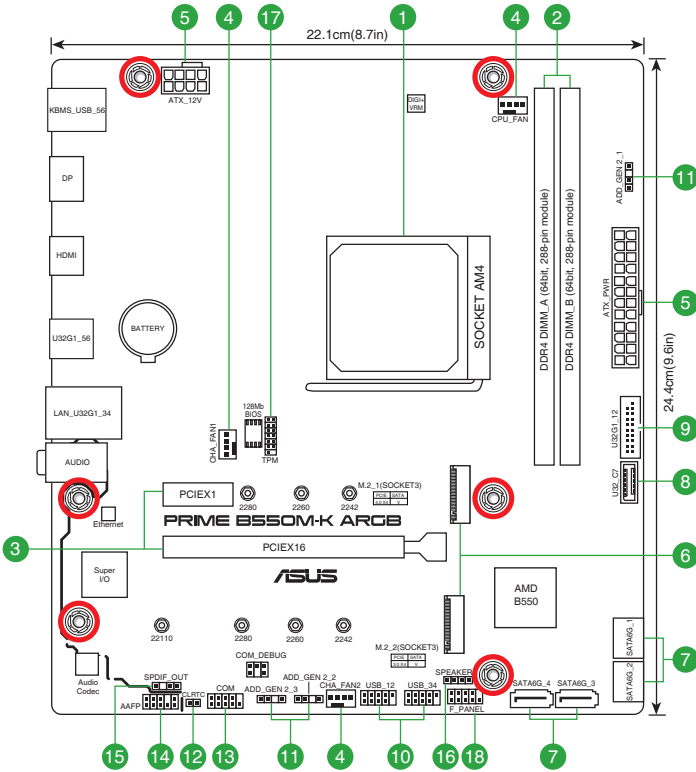 5
4
17
1
4
2
22.1cm(8.7in)
ATX_12V
KBMS_USB_56
DIGI+
VRM
CPU_FAN
ADD_GEN 2_1
11
DP
DDR4 DIMM_A (64bit, 288-pin module)
DDR4 DIMM_B (64bit, 288-pin module)
HDMI
SOCKET AM4
ATX_PWR
5
BATTERY
U32G1_56
24.4cm(9.6in)
LAN_U32G1_34
128Mb
BIOS
CHA_FAN1
TPM
U32G1_12
9
AUDIO
U32_C7
8
PCIEX1
M.2_1(SOCKET3)
PCIE SATA
V
2280
2260
2242
Ethernet
PRIME B550M-K ARGB
3
PCIEX16
6
ASUS
Super
I/O
AMD
B550
22110
2280
2260
2242
M.2_2(SOCKET3)
PCIE SATA
V
SATA6G_1
SATA6G_2
7
COM_DEBUG
Audio
Codec
SPDIF_OUT
AAFP
CLRTC
COM
ADD_GEN 2_3
ADD_GEN 2_2
CHA_FAN2
USB_12
USB_34
SPEAKER
F_PANEL
SATA6G_4
SATA6G_3
15
14
12
13
11
4
10
16
18
7